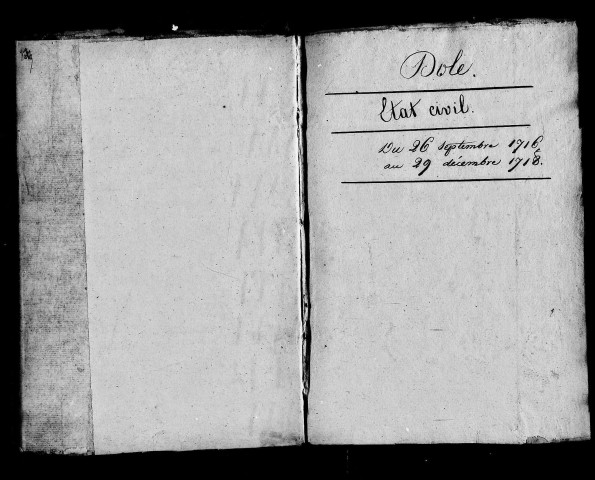 Dole.
Etat civil.
Du 26 Septembre 1716
au 29 décembre 1718.